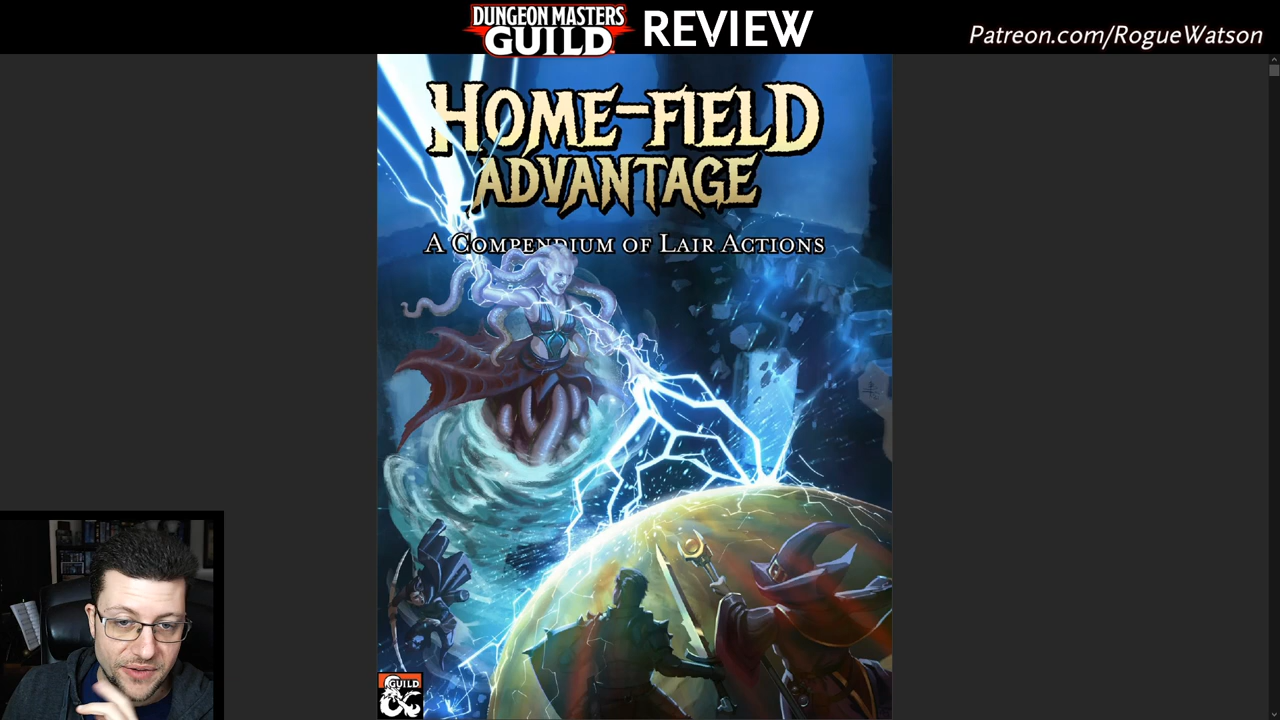 DUNGEON MASTERS
GUILD REVIEW
Patreon.com/RogueWatson
HOME-FIELD
ADVANTAGE
A COMPENDIUM OF LAIR ACTIONS
GUILD